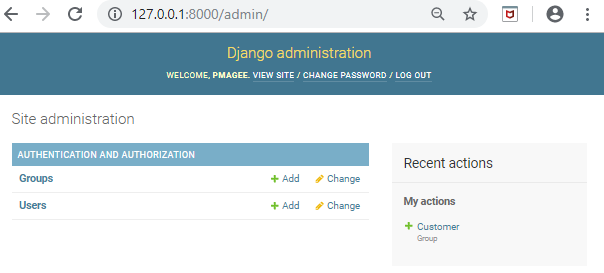 127.0.0.1:8000/admin/
Django administration
WELCOME, PMAGEE. VIEW SITE / CHANGE PASSWORD / LOG OUT
Site administration
AUTHENTICATION AND AUTHORIZATION
Groups Add Change
Users Add Change
Recent actions
My actions
Customer
Group